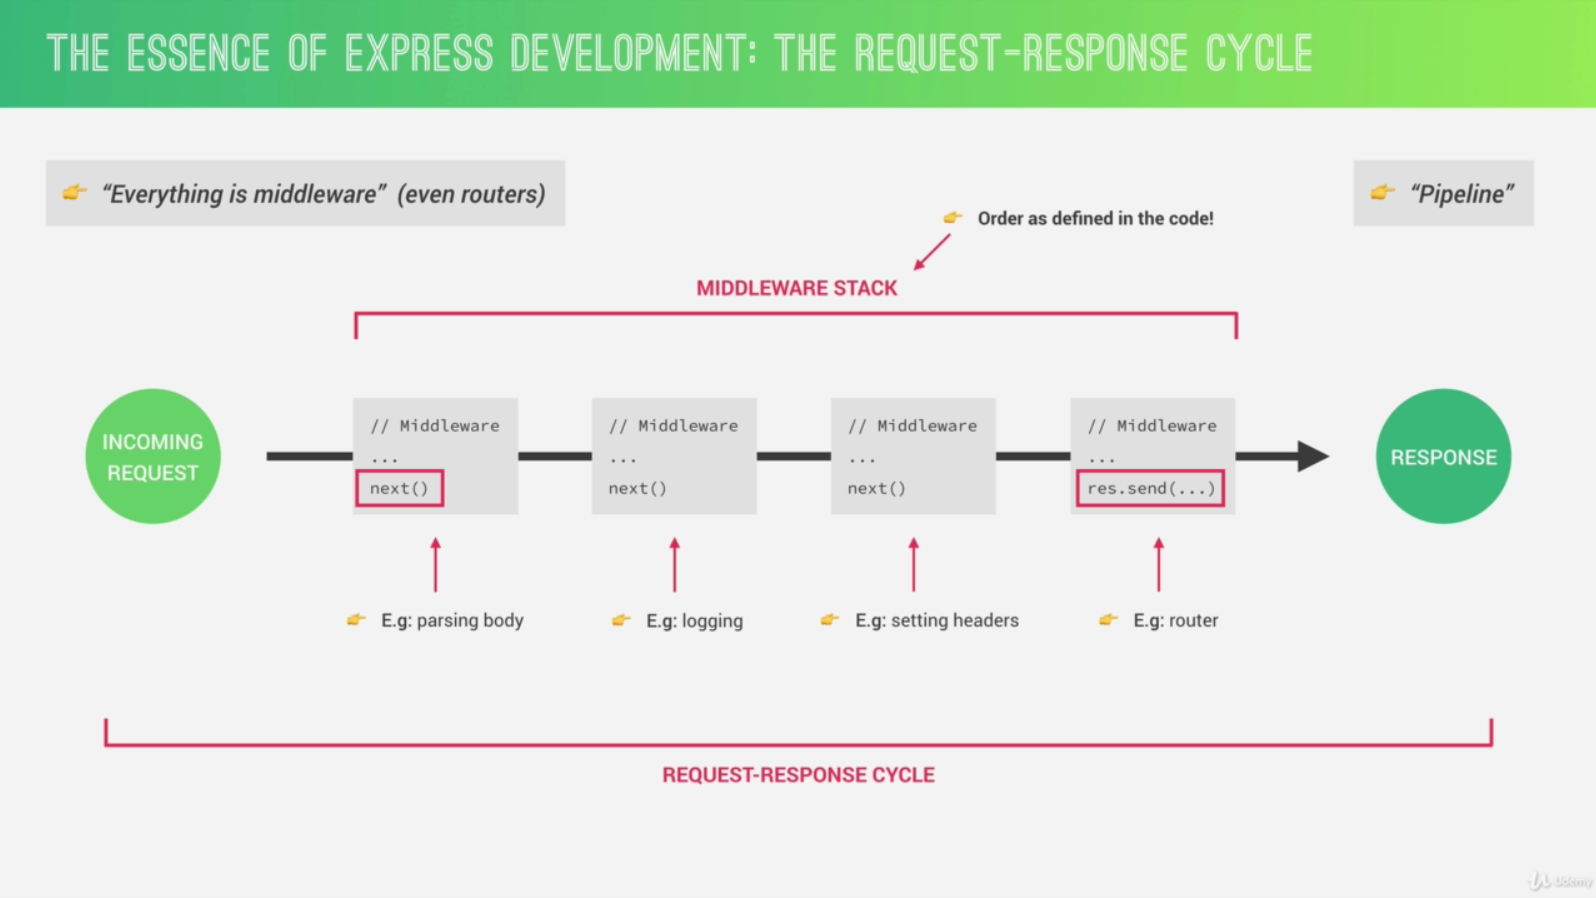 THE ESSENCE OF EXPRESS DEVELOPMENT: THE REQUEST-RESPONSE CYCLE
“Everything is middleware” (even routers)
“Pipeline”
Order as defined in the code!
MIDDLEWARE STACK
INCOMING
REQUEST
// Middleware
...
next()
// Middleware
...
next()
// Middleware
...
next()
// Middleware
...
res.send(...)
RESPONSE
E.g: parsing body
E.g: logging
E.g: setting headers
E.g: router
REQUEST-RESPONSE CYCLE
Udemy